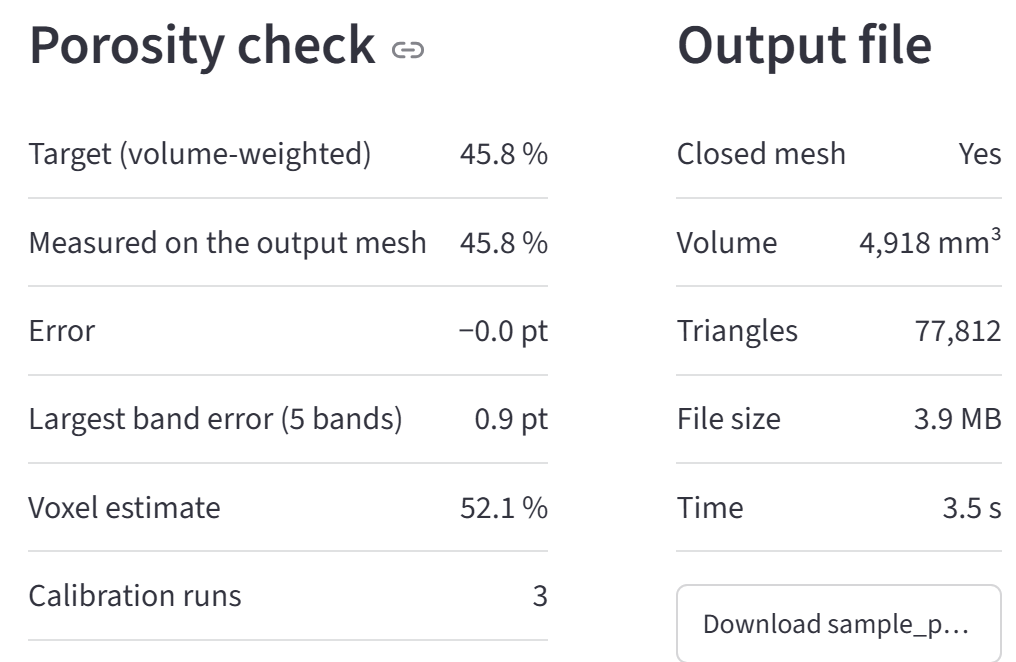 Porosity check
Target (volume-weighted) 45.8 %
Measured on the output mesh 45.8 %
Error −0.0 pt
Largest band error (5 bands) 0.9 pt
Voxel estimate 52.1 %
Calibration runs 3
Output file
Closed mesh Yes
Volume 4,918 mm³
Triangles 77,812
File size 3.9 MB
Time 3.5 s
Download sample_p…